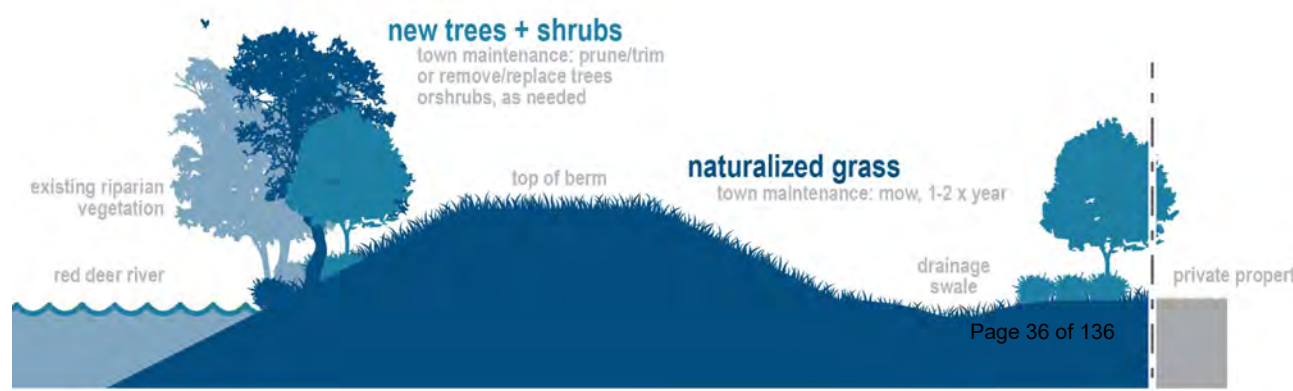 new trees + shrubs
town maintenance: prune/trim
or remove/replace trees
orshrubs, as needed
existing riparian
vegetation
top of berm
naturalized grass
town maintenance: mow, 1-2 x year
red deer river
drainage
swale
private propert
Page 36 of 136